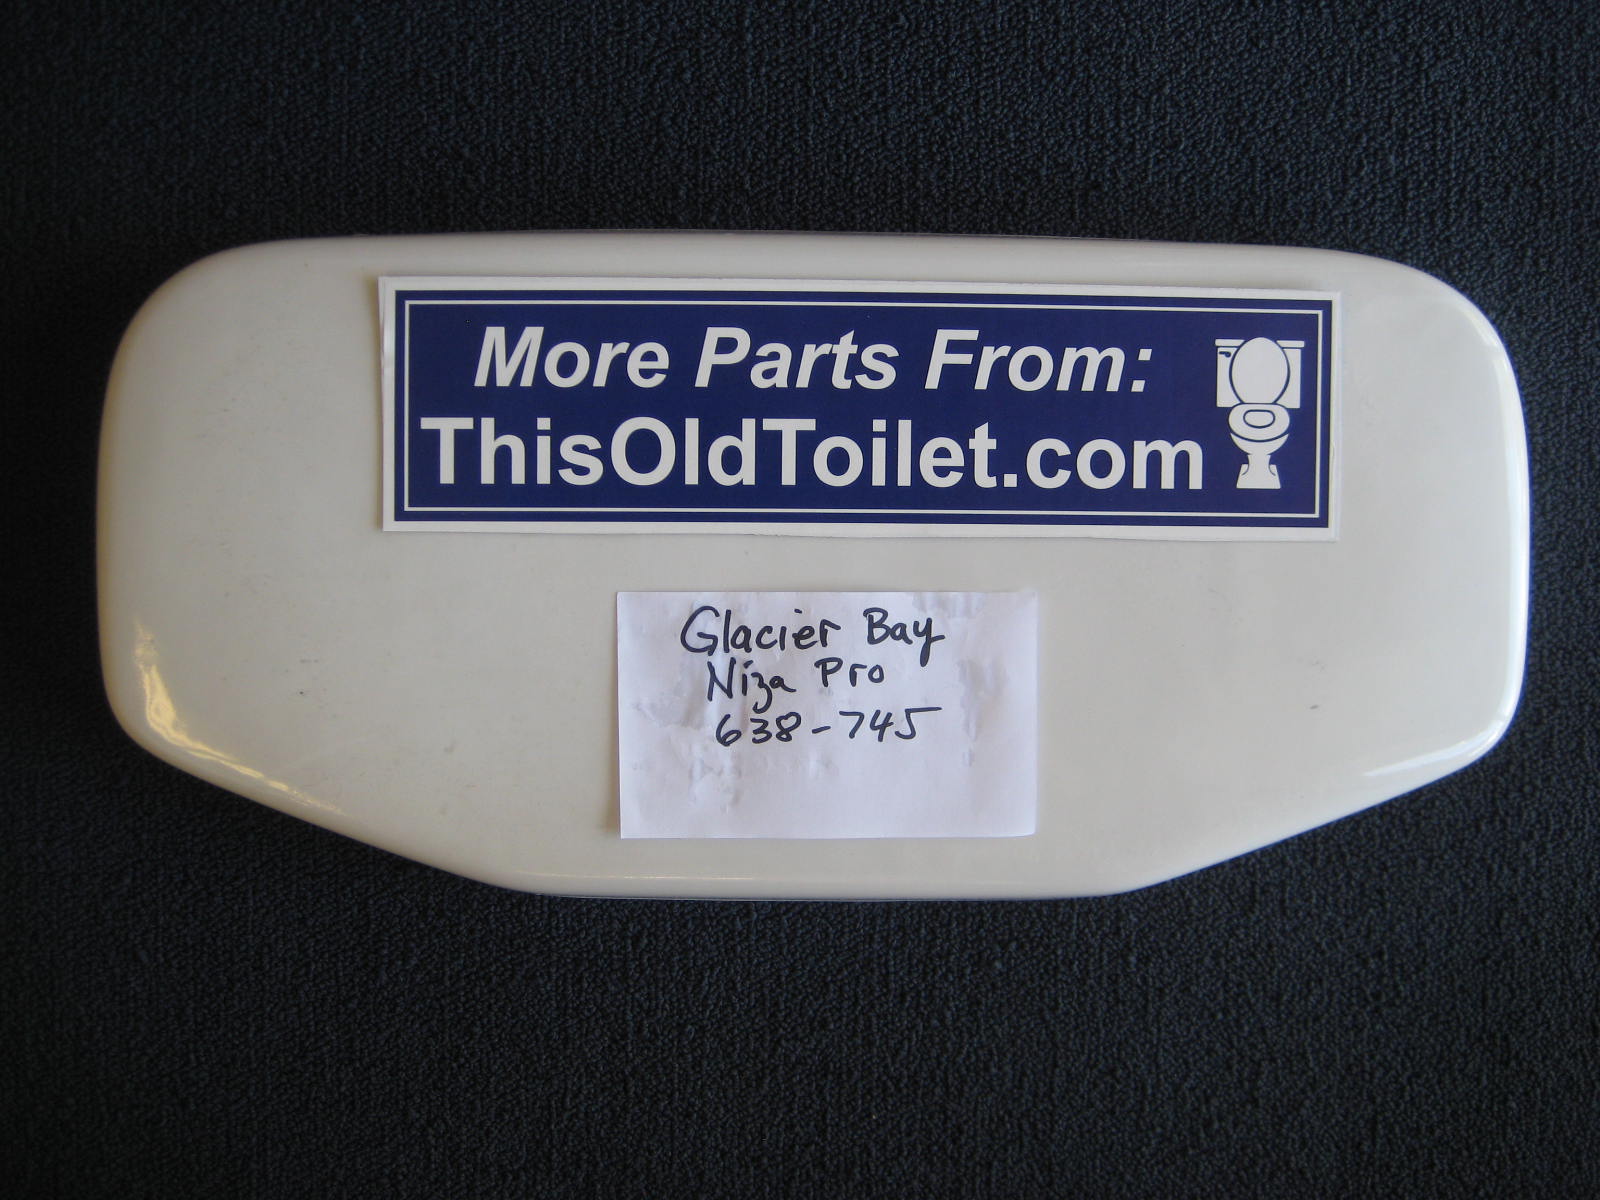 More Parts From:
ThisOldToilet.com
Glacier Bay
Niza Pro
638-745